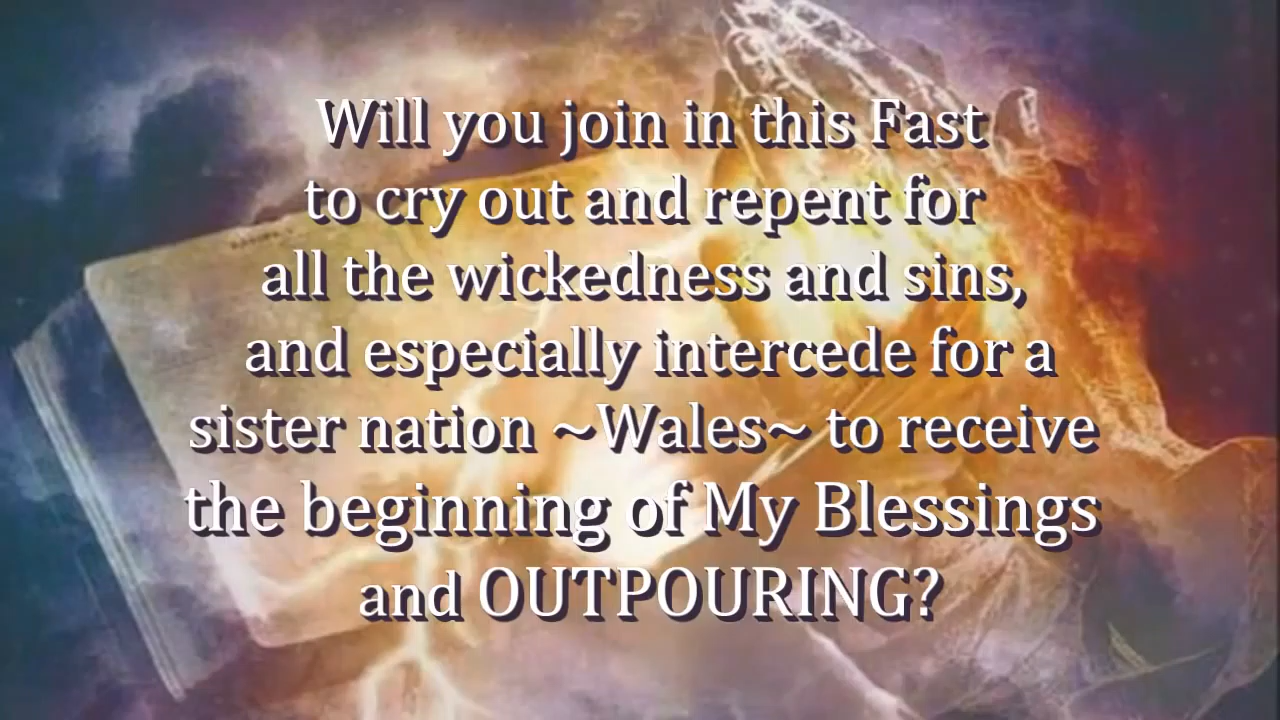 Will you join in this Fast
to cry out and repent for
all the wickedness and sins,
and especially intercede for a
sister nation ~Wales~ to receive
the beginning of My Blessings
and OUTPOURING?